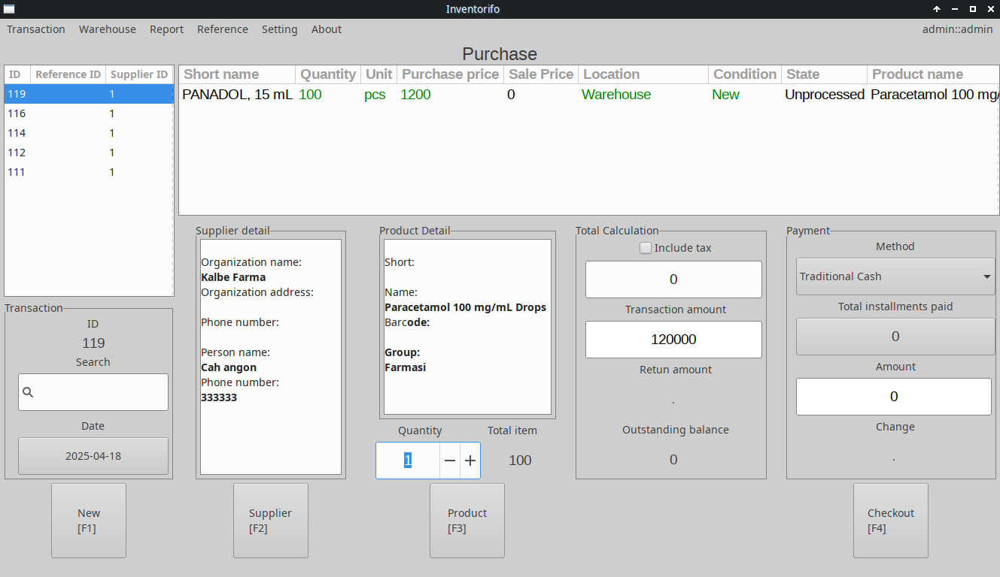 Inventorifo
Transaction Warehouse Report Reference Setting About admin::admin
Purchase
ID Reference ID Supplier ID
119 1
116 1
114 1
112 1
111 1
Short name Quantity Unit Purchase price Sale Price Location Condition State Product name
PANADOL, 15 mL 100 pcs 1200 0 Warehouse New Unprocessed Paracetamol 100 mg/
Transaction
ID
119
Search
Date
2025-04-18
Supplier detail
Organization name:
Kalbe Farma
Organization address:
Phone number:
Person name:
Cah angon
Phone number:
333333
Product Detail
Short:
Name:
Paracetamol 100 mg/mL Drops
Barcode:
Group:
Farmasi
Quantity Total item
1 100
Total Calculation
Include tax
0
Transaction amount
120000
Retun amount
.
Outstanding balance
0
Payment
Method
Traditional Cash
Total installments paid
0
Amount
0
Change
.
New
[F1]
Supplier
[F2]
Product
[F3]
Checkout
[F4]